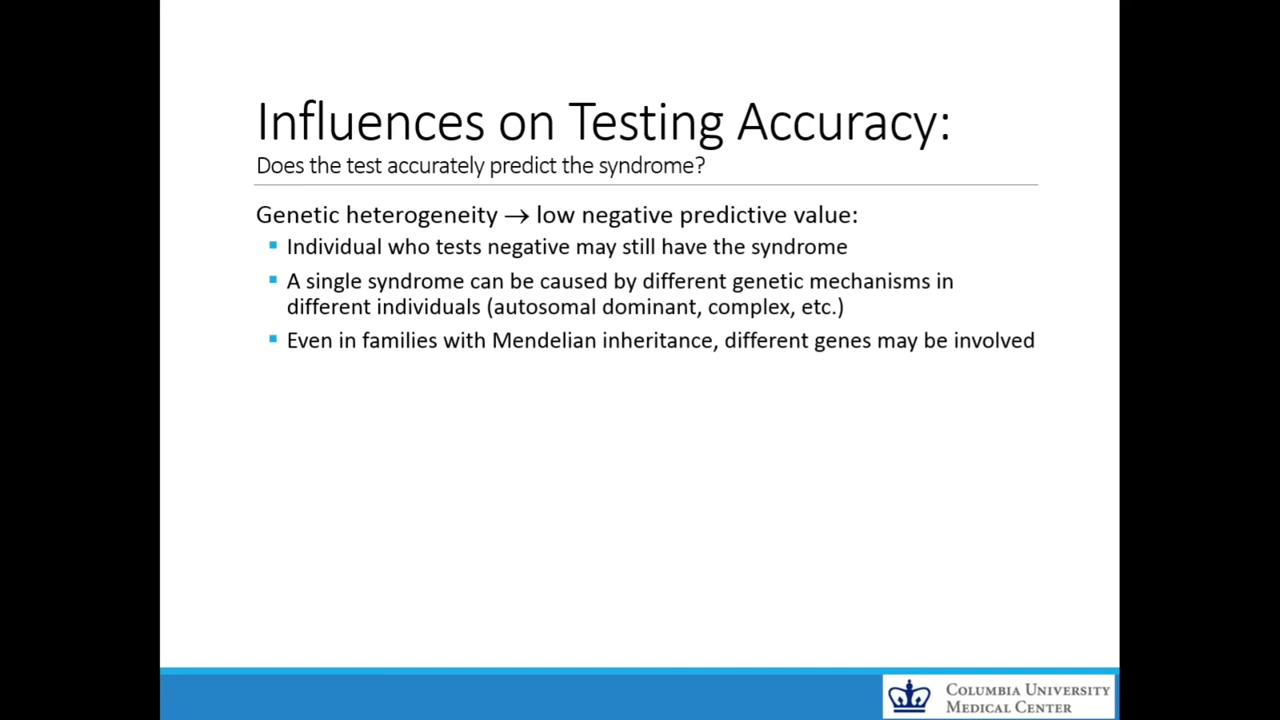 Influences on Testing Accuracy:
Does the test accurately predict the syndrome?
Genetic heterogeneity → low negative predictive value:
▪ Individual who tests negative may still have the syndrome
▪ A single syndrome can be caused by different genetic mechanisms in
different individuals (autosomal dominant, complex, etc.)
▪ Even in families with Mendelian inheritance, different genes may be involved
COLUMBIA UNIVERSITY
MEDICAL CENTER